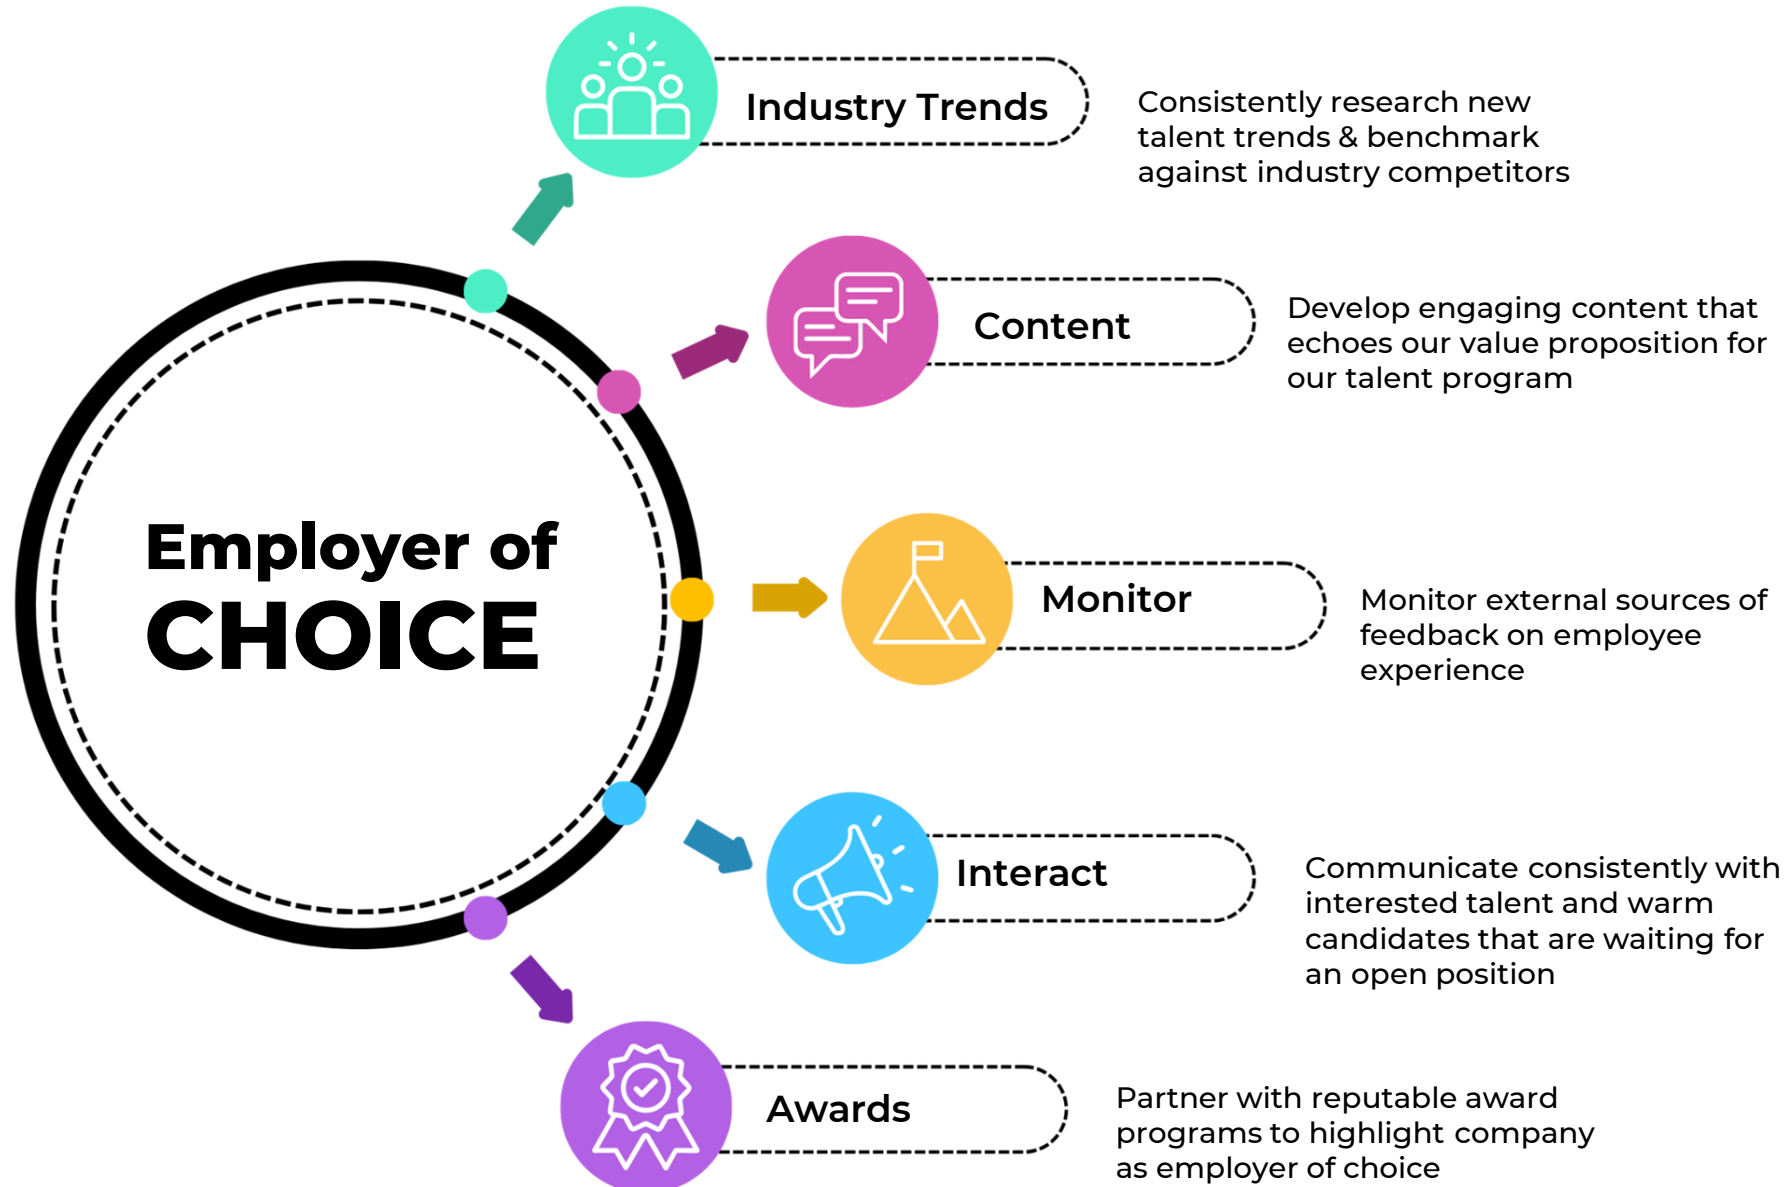 Industry Trends
Consistently research new
talent trends & benchmark
against industry competitors
Content
Develop engaging content that
echoes our value proposition for
our talent program
Employer of
CHOICE
Monitor
Monitor external sources of
feedback on employee
experience
Interact
Communicate consistently with
interested talent and warm
candidates that are waiting for
an open position
Awards
Partner with reputable award
programs to highlight company
as employer of choice